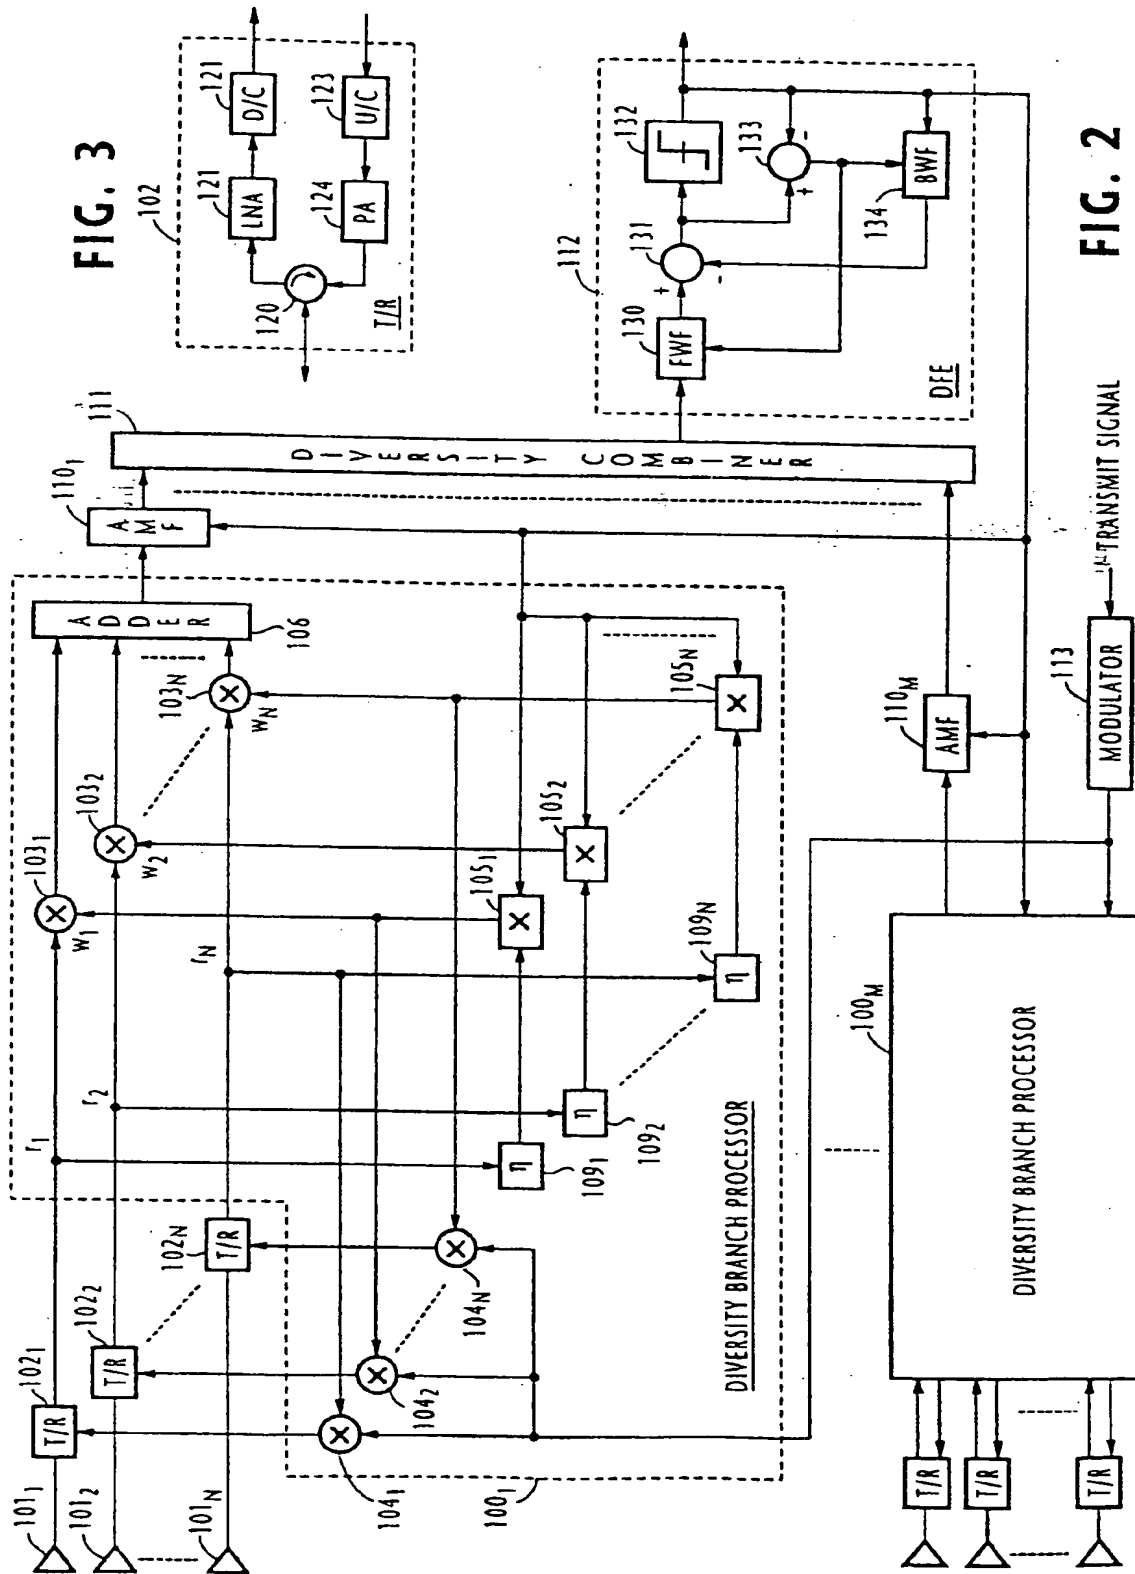 FIG. 3
102
121
D/C
121
LNA
123
U/C
124
PA
120
T/R
FIG. 2
101₁
101₂
101N
102₁
T/R
102₂
T/R
102N
T/R
r₁
r₂
rN
103₁
103₂
103N
W₁
W₂
WN
ADDER
106
104₁
104₂
104N
105₁
105₂
105N
109₁
η
109₂
η
109N
η
100₁
DIVERSITY BRANCH PROCESSOR
110₁
AMF
111
DIVERSITY COMBINER
112
130
FWF
+
-
131
132
133
+
-
134
BWF
DFE
T/R
T/R
T/R
100M
DIVERSITY BRANCH PROCESSOR
110M
AMF
113
MODULATOR
TRANSMIT SIGNAL